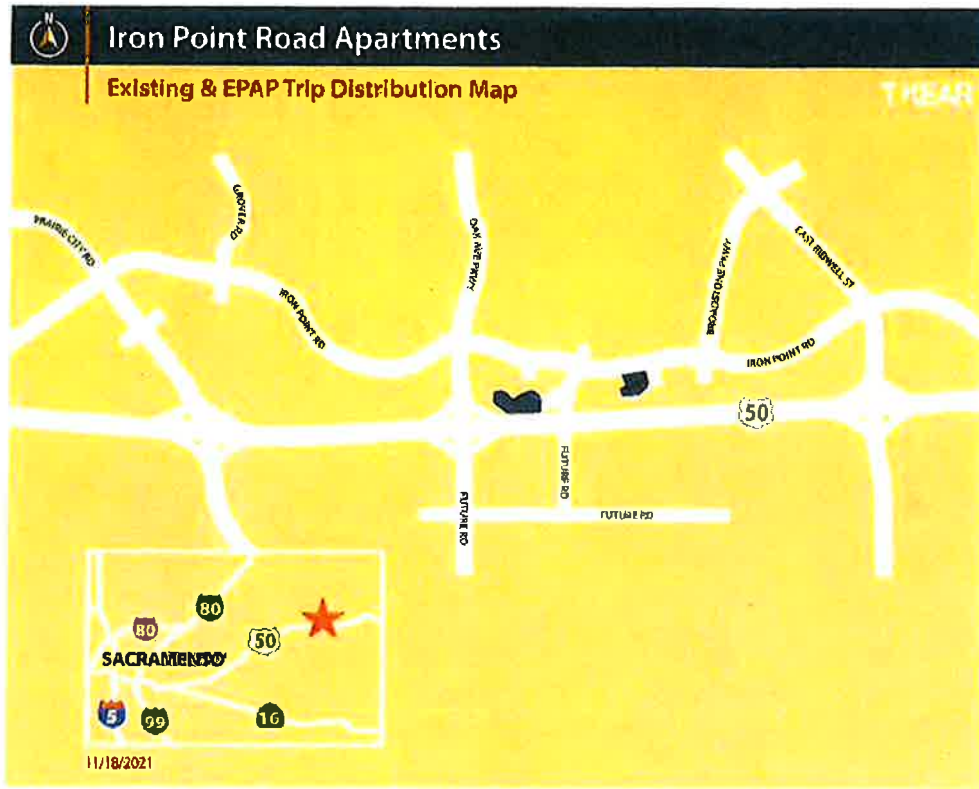 N
Iron Point Road Apartments
Existing & EPAP Trip Distribution Map
T KEAR
PRAIRIE CITY RD
GROVER RD
IRON POINT RD
OAK AVE PKWY
BROADSTONE PKWY
EAST BIDWELL ST
IRON POINT RD
50
FUTURE RD
FUTURE RD
FUTURE RD
80
80
50
SACRAMENTO
5
99
16
11/18/2021